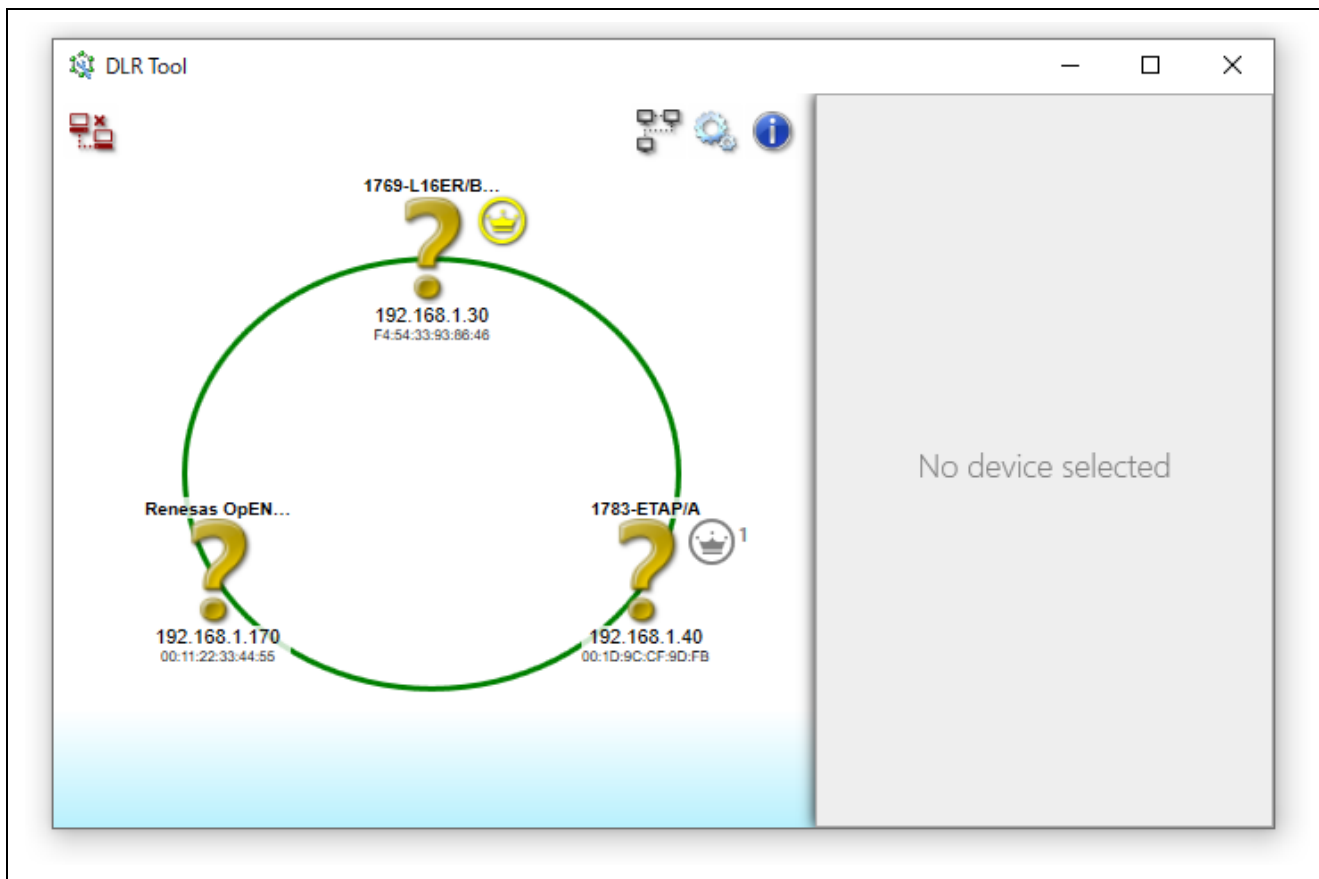 DLR Tool
1769-L16ER/B...
192.168.1.30
F4:54:33:93:86:46
Renesas OpEN...
192.168.1.170
00:11:22:33:44:55
1783-ETAP/A
1
192.168.1.40
00:1D:9C:CF:9D:FB
No device selected